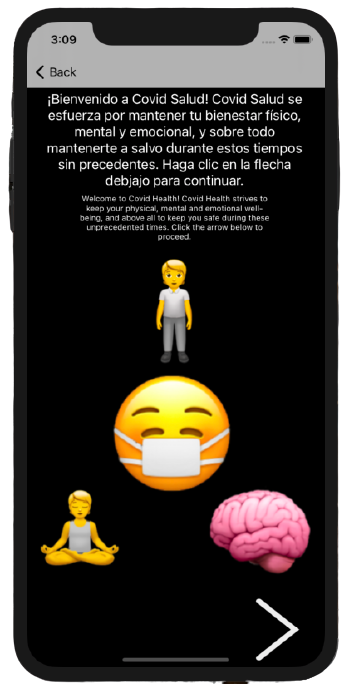 3:09
Back
¡Bienvenido a Covid Salud! Covid Salud se
esfuerza por mantener tu bienestar físico,
mental y emocional, y sobre todo
mantenerte a salvo durante estos tiempos
sin precedentes. Haga clic en la flecha
debjajo para continuar.
Welcome to Covid Health! Covid Health strives to
keep your physical, mental and emotional well-
being, and above all to keep you safe during these
unprecedented times. Click the arrow below to
proceed.